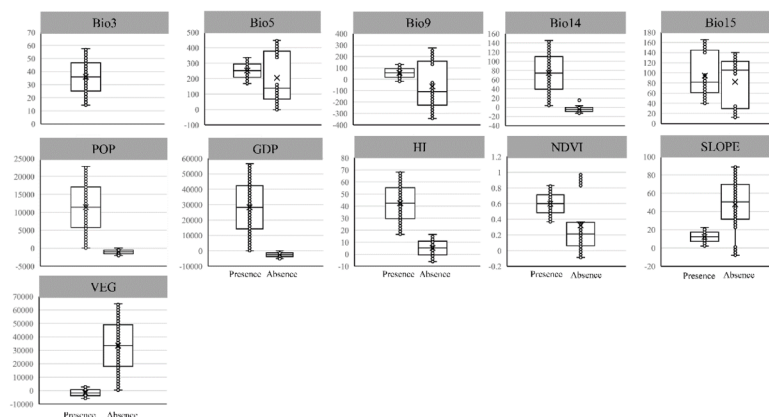 Bio3 Bio5 Bio9 Bio14 Bio15
70 500 400 160 180
60 400 300 140 160
50 300 200 120 140
40 200 100 100 120
30 100 0 80 100
20 0 -100 60 80
10 -100 -200 40 60
0 -300 20 40
-400 0 20
-20 0
-40
POP GDP HI NDVI SLOPE
25000 60000 80 1.2 100
20000 50000 70 1 80
15000 40000 60 0.8 60
10000 30000 50 0.6 40
5000 20000 40 0.4 20
0 10000 30 0.2 0
-5000 0 20 0 -20
-10000 10 -0.2
0
-10
Presence Absence Presence Absence Presence Absence Presence Absence
VEG
70000
60000
50000
40000
30000
20000
10000
0
-10000
Presence Absence